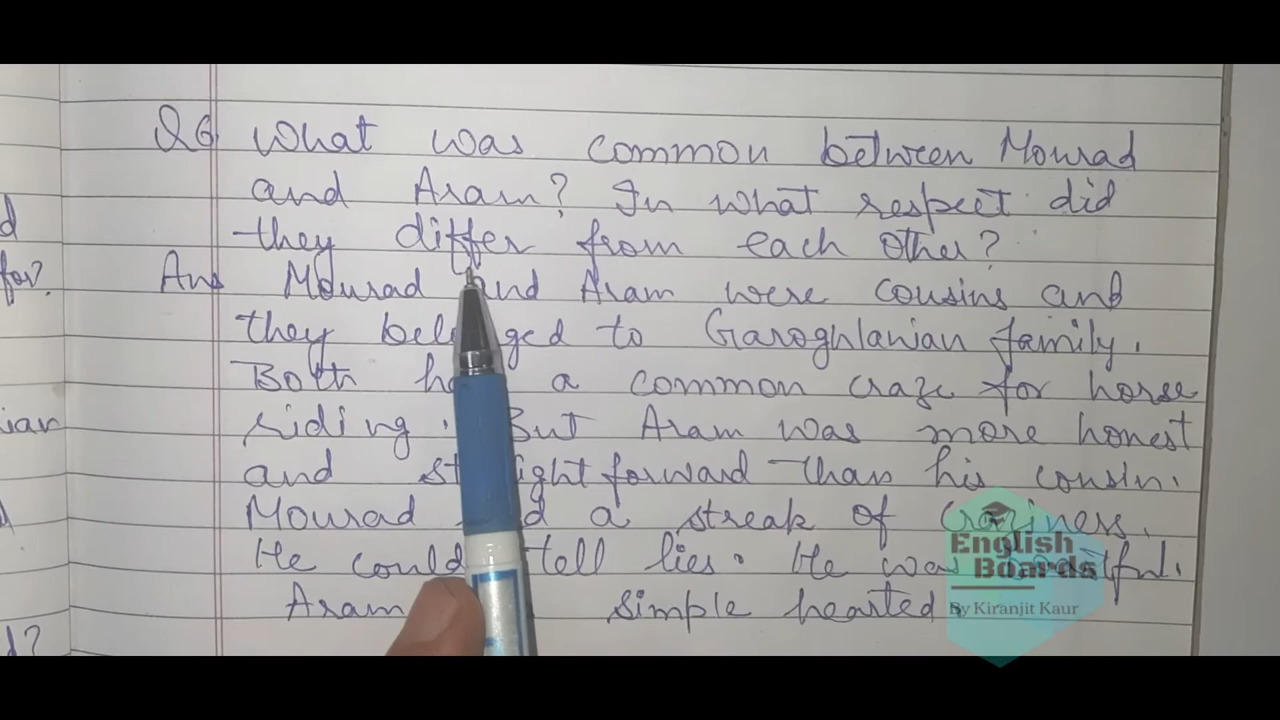 Q6 What was common between Mourad
and Aram? In what respect did
they differ from each other?
Ans Mourad and Aram were cousins and
they belonged to Garoghlanian family.
Both a common craze for horse
riding. But Aram was more honest
and straightforward than his cousin.
Mourad a streak of craziness.
He could tell lies. He was
Aram simple hearted
English
Boards
By Kiranjit Kaur
d
for?
ian
d?